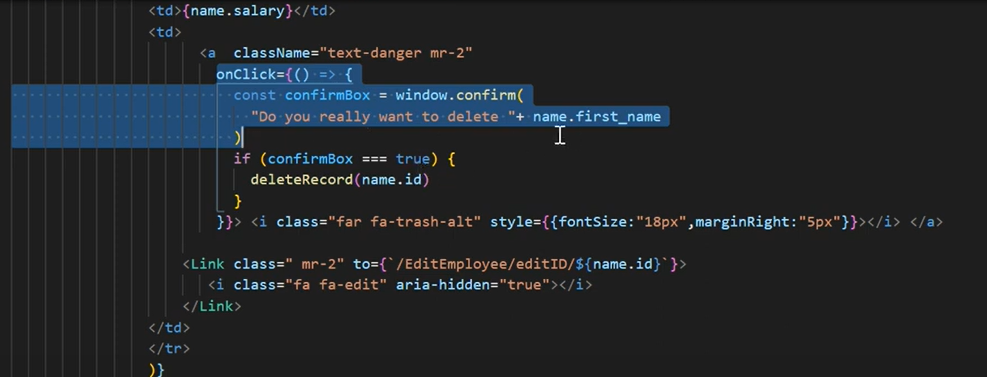 <td>{name.salary}</td>
<td>
<a  className="text-danger mr-2"
onClick={() => {
const confirmBox = window.confirm(
"Do you really want to delete "+ name.first_name
)
if (confirmBox === true) {
deleteRecord(name.id)
}
}}> <i class="far fa-trash-alt" style={{fontSize:"18px",marginRight:"5px"}}></i> </a>
<Link class=" mr-2" to={`/EditEmployee/editID/${name.id}`}>
<i class="fa fa-edit" aria-hidden="true"></i>
</Link>
</td>
</tr>
)}